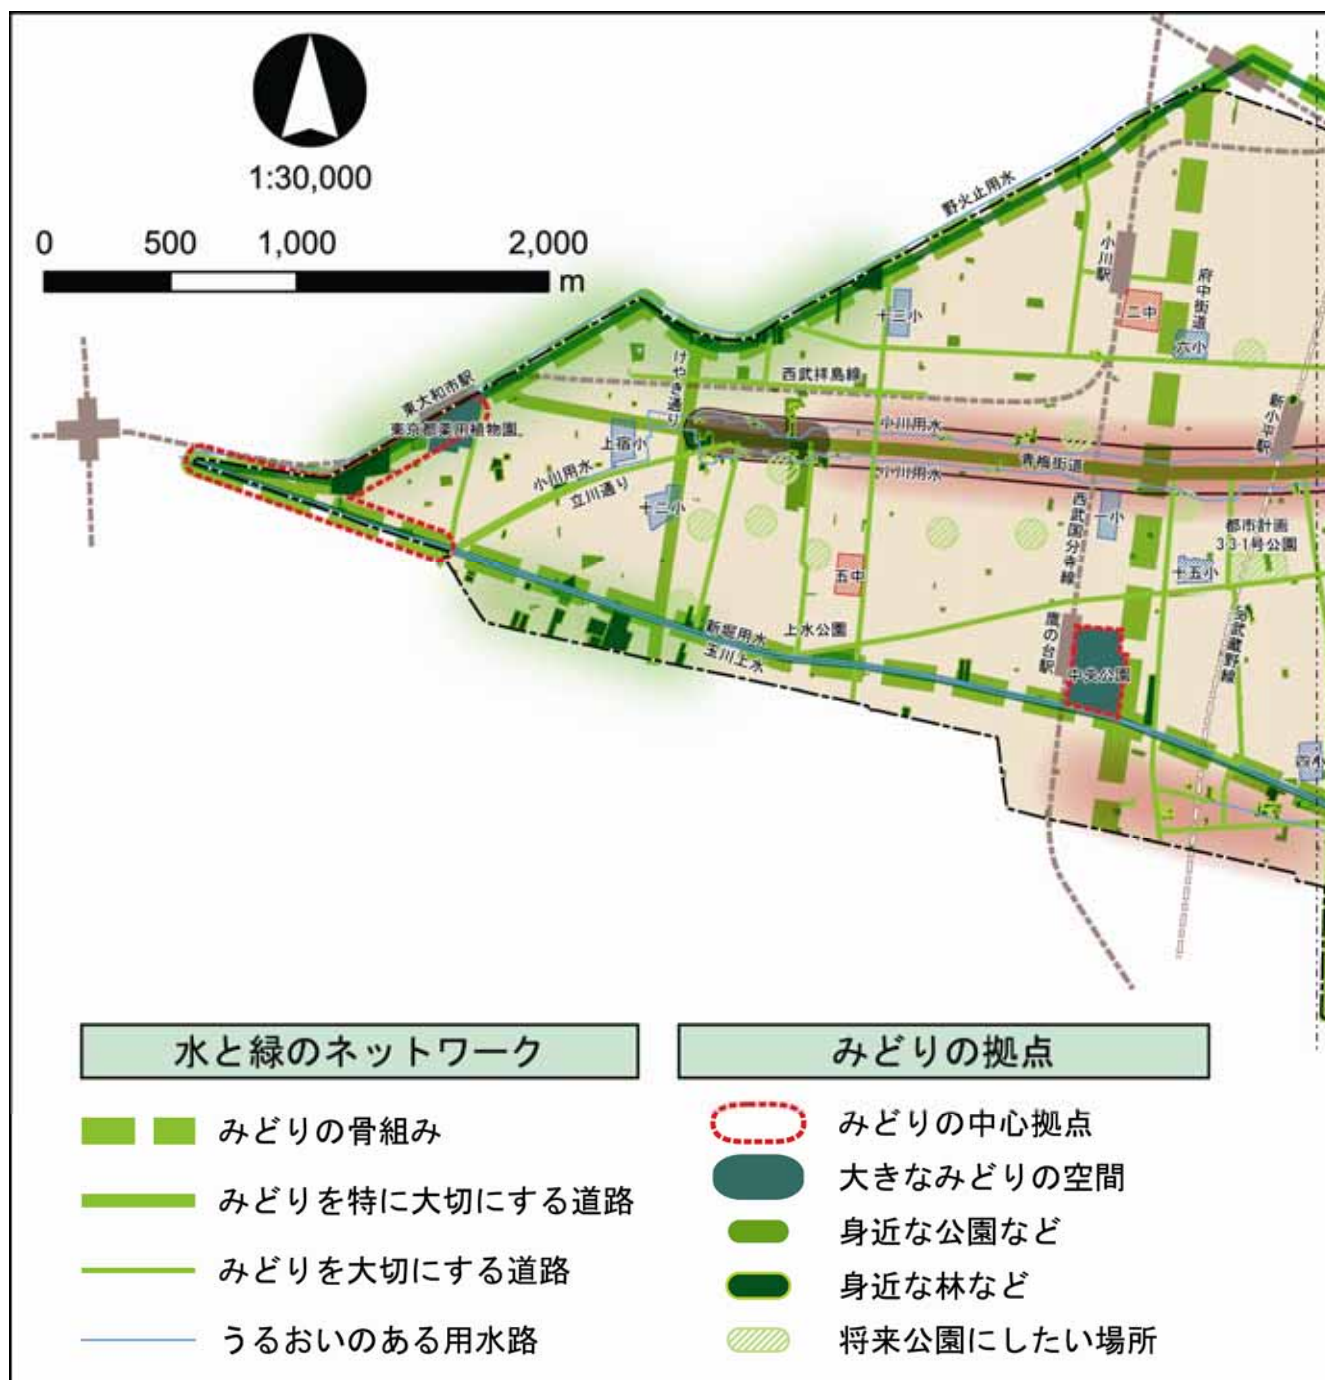 1:30,000
0 500 1,000 2,000
m
野火止用水
小川駅
府中街道
十三小
二中
六小
けやき通り
西武拝島線
東大和市駅
東京都薬用植物園
新小平駅
小川用水
上宿小
青梅街道
小川用水
小川用水
立川通り
十二小
西武国分寺線
一小
都市計画
3・3・1号公園
五中
十五小
新堀用水
玉川上水
上水公園
鷹の台駅
中央公園
四小
水と緑のネットワーク
みどりの骨組み
みどりを特に大切にする道路
みどりを大切にする道路
うるおいのある用水路
みどりの拠点
みどりの中心拠点
大きなみどりの空間
身近な公園など
身近な林など
将来公園にしたい場所